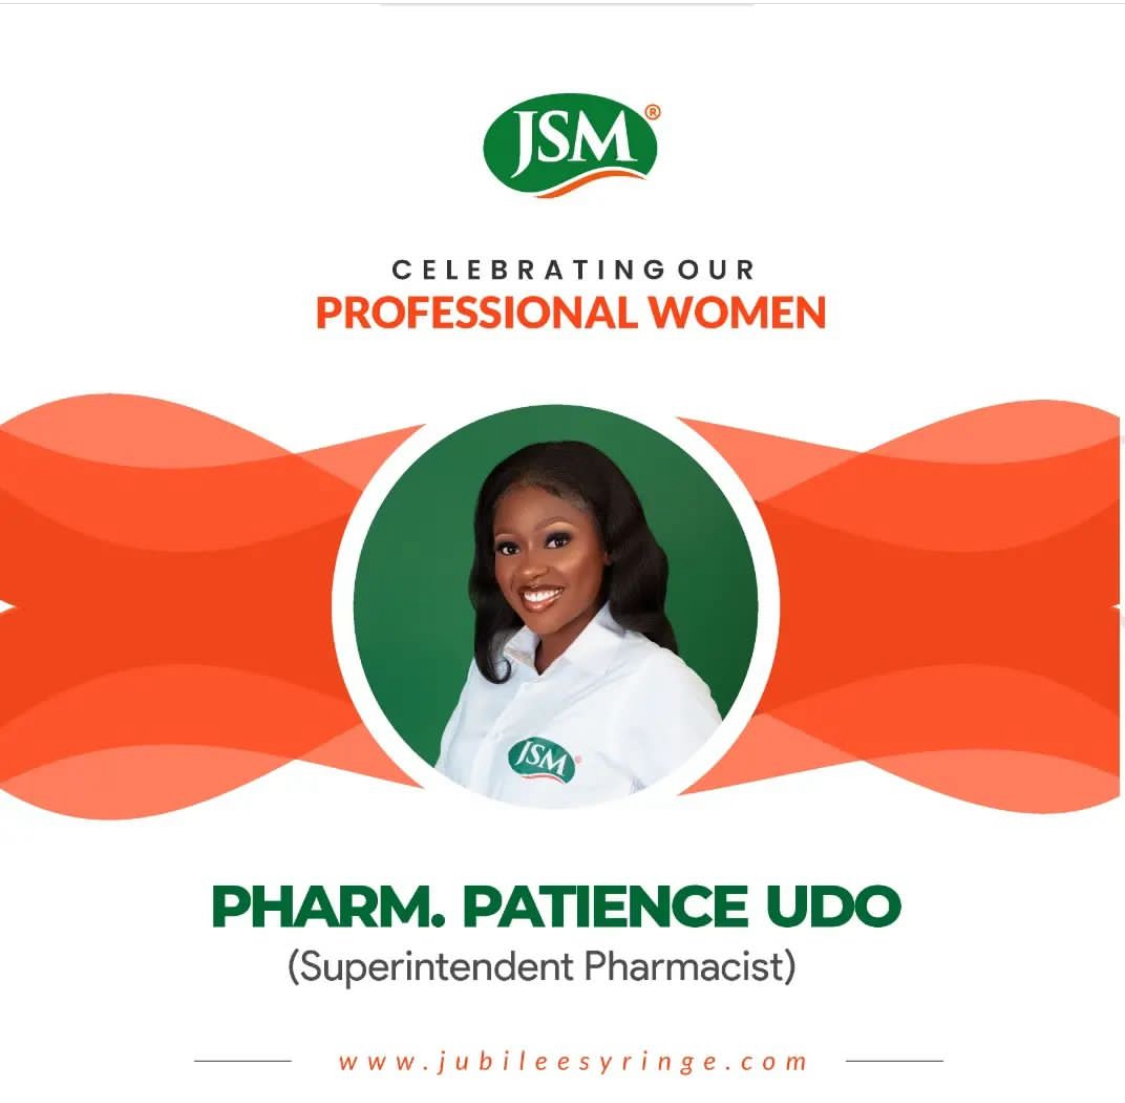 JSM®
CELEBRATING OUR
PROFESSIONAL WOMEN
JSM
PHARM. PATIENCE UDO
(Superintendent Pharmacist)
www.jubileesyringe.com